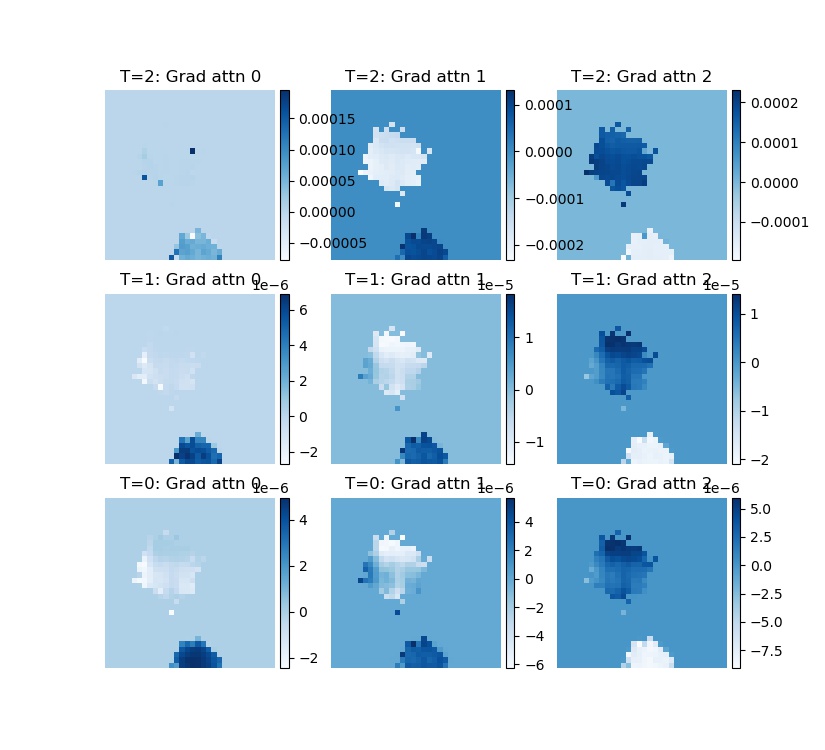 T=2: Grad attn 0
T=2: Grad attn 1
T=2: Grad attn 2
0.00015
0.00010
0.00005
0.00000
−0.00005
0.0001
0.0000
−0.0001
−0.0002
0.0002
0.0001
0.0000
−0.0001
T=1: Grad attn 0
1e−6
T=1: Grad attn 1
1e−5
T=1: Grad attn 2
1e−5
6
4
2
0
−2
1
0
−1
1
0
−1
−2
T=0: Grad attn 0
1e−6
T=0: Grad attn 1
1e−6
T=0: Grad attn 2
1e−6
4
2
0
−2
4
2
0
−2
−4
−6
5.0
2.5
0.0
−2.5
−5.0
−7.5